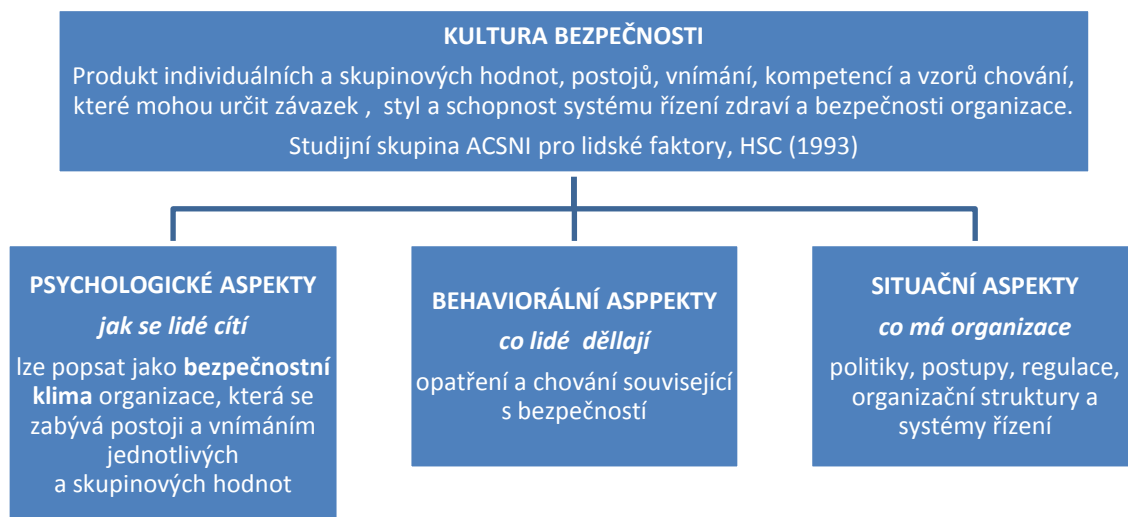 KULTURA BEZPEČNOSTI
Produkt individuálních a skupinových hodnot, postojů, vnímání, kompetencí a vzorů chování,
které mohou určit závazek , styl a schopnost systému řízení zdraví a bezpečnosti organizace.
Studijní skupina ACSNI pro lidské faktory, HSC (1993)
PSYCHOLOGICKÉ ASPEKTY
jak se lidé cítí
lze popsat jako bezpečnostní
klima organizace, která se
zabývá postoji a vnímáním
jednotlivých
a skupinových hodnot
BEHAVIORÁLNÍ ASPPEKTY
co lidé děllají
opatření a chování související
s bezpečností
SITUAČNÍ ASPEKTY
co má organizace
politiky, postupy, regulace,
organizační struktury a
systémy řízení